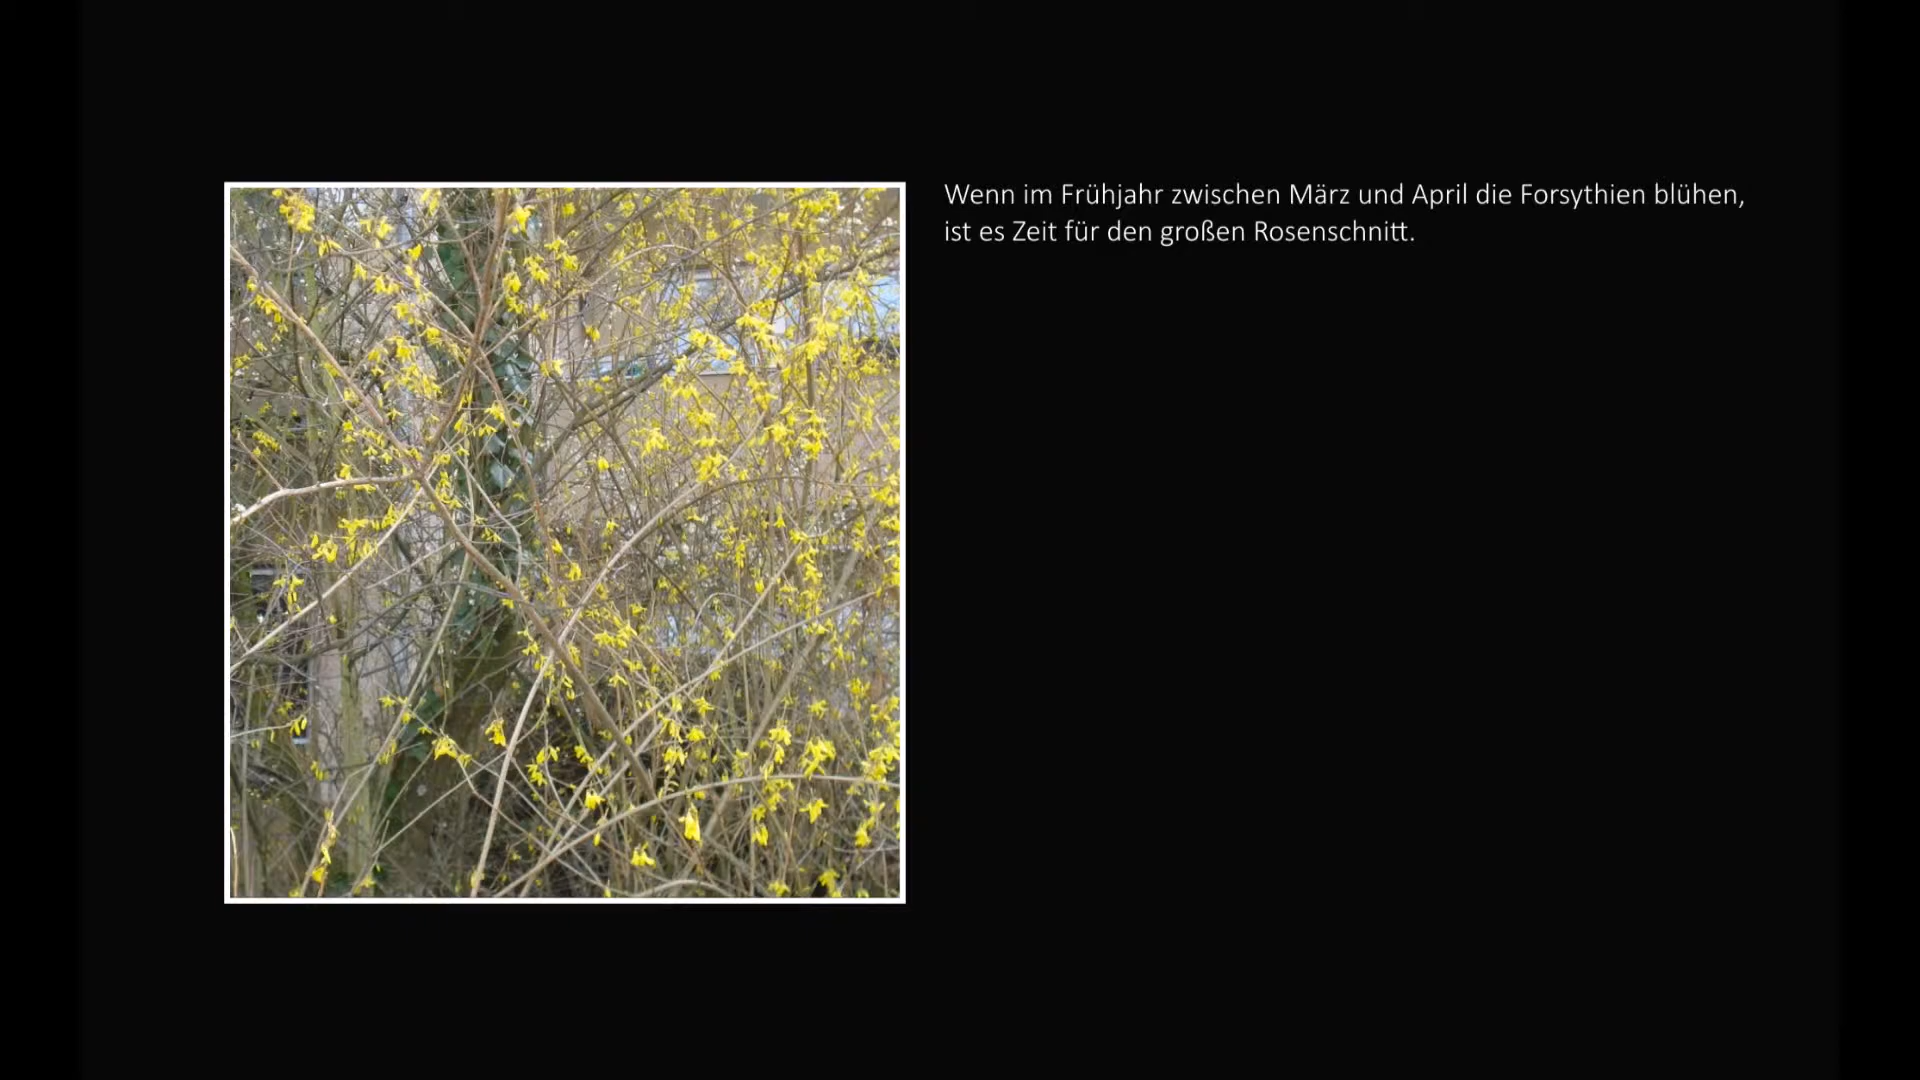 Wenn im Frühjahr zwischen März und April die Forsythien blühen,
ist es Zeit für den großen Rosenschnitt.